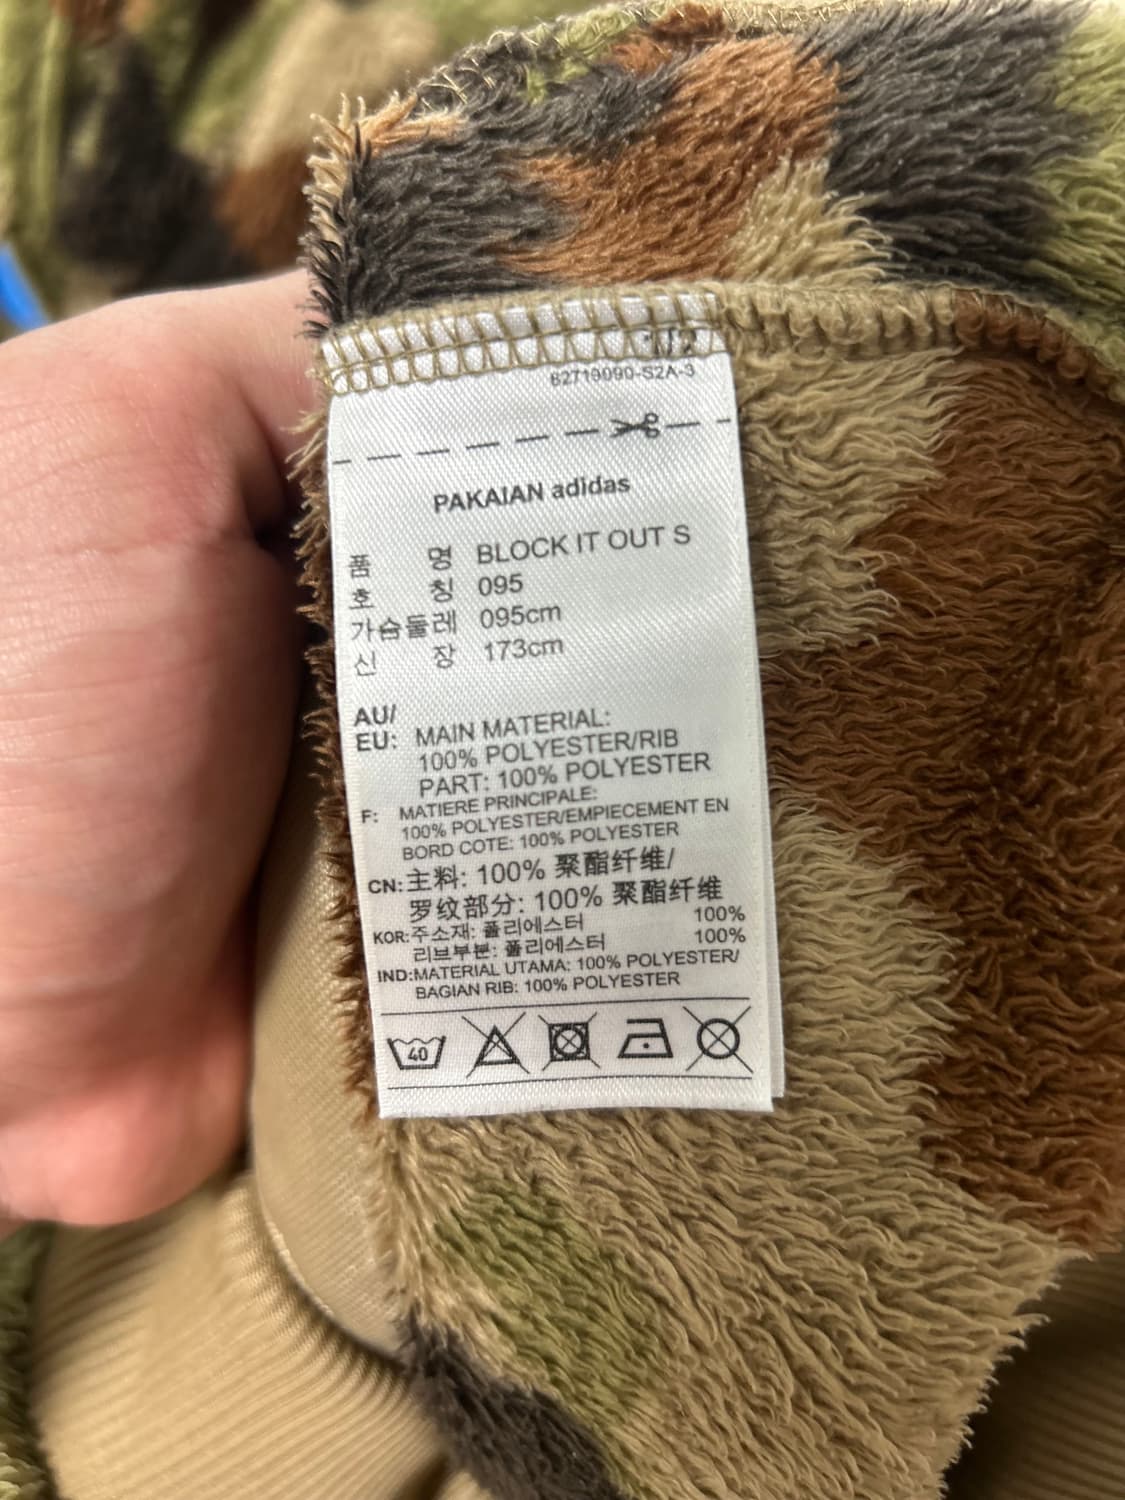 1/2
62719090-S2A-3
PAKAIAN adidas
품 명 BLOCK IT OUT S
호 칭 095
가슴둘레 095cm
신 장 173cm
AU/
EU: MAIN MATERIAL:
100% POLYESTER/RIB
PART: 100% POLYESTER
F: MATIERE PRINCIPALE:
100% POLYESTER/EMPIECEMENT EN
BORD COTE: 100% POLYESTER
CN: 主料: 100% 聚酯纤维/
罗纹部分: 100% 聚酯纤维
KOR: 주소재: 폴리에스터 100%
리브부분: 폴리에스터 100%
IND: MATERIAL UTAMA: 100% POLYESTER/
BAGIAN RIB: 100% POLYESTER
40